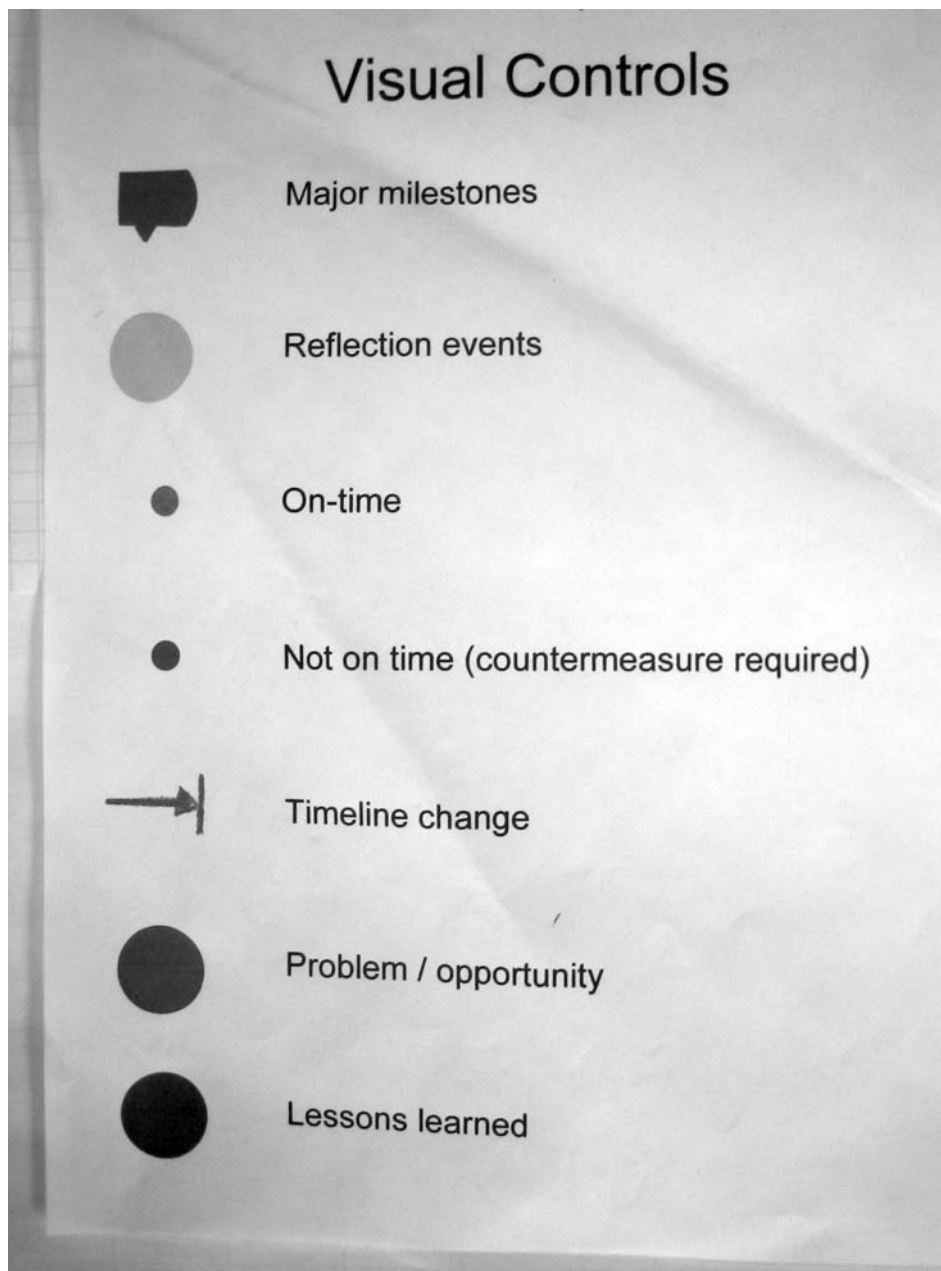 Visual Controls
Major milestones
Reflection events
On-time
Not on time (countermeasure required)
Timeline change
Problem / opportunity
Lessons learned